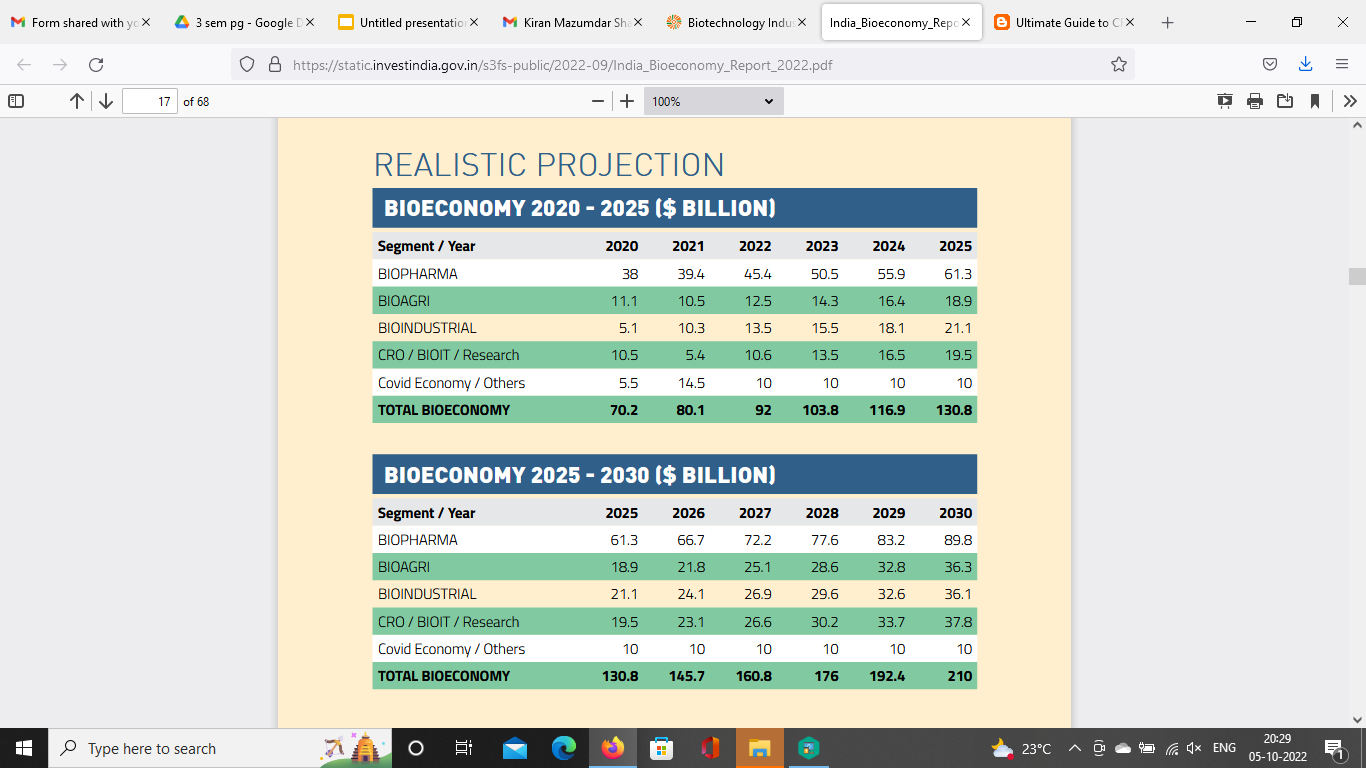 Form shared with yo
3 sem pg - Google D
Untitled presentation
Kiran Mazumdar Sha
Biotechnology Indus
India_Bioeconomy_Repo
Ultimate Guide to C
https://static.investindia.gov.in/s3fs-public/2022-09/India_Bioeconomy_Report_2022.pdf
17 of 68 100%
REALISTIC PROJECTION
BIOECONOMY 2020 - 2025 ($ BILLION)
Segment / Year 2020 2021 2022 2023 2024 2025
BIOPHARMA 38 39.4 45.4 50.5 55.9 61.3
BIOAGRI 11.1 10.5 12.5 14.3 16.4 18.9
BIOINDUSTRIAL 5.1 10.3 13.5 15.5 18.1 21.1
CRO / BIOIT / Research 10.5 5.4 10.6 13.5 16.5 19.5
Covid Economy / Others 5.5 14.5 10 10 10 10
TOTAL BIOECONOMY 70.2 80.1 92 103.8 116.9 130.8
BIOECONOMY 2025 - 2030 ($ BILLION)
Segment / Year 2025 2026 2027 2028 2029 2030
BIOPHARMA 61.3 66.7 72.2 77.6 83.2 89.8
BIOAGRI 18.9 21.8 25.1 28.6 32.8 36.3
BIOINDUSTRIAL 21.1 24.1 26.9 29.6 32.6 36.1
CRO / BIOIT / Research 19.5 23.1 26.6 30.2 33.7 37.8
Covid Economy / Others 10 10 10 10 10 10
TOTAL BIOECONOMY 130.8 145.7 160.8 176 192.4 210
Type here to search
23°C
ENG
20:29
05-10-2022
1